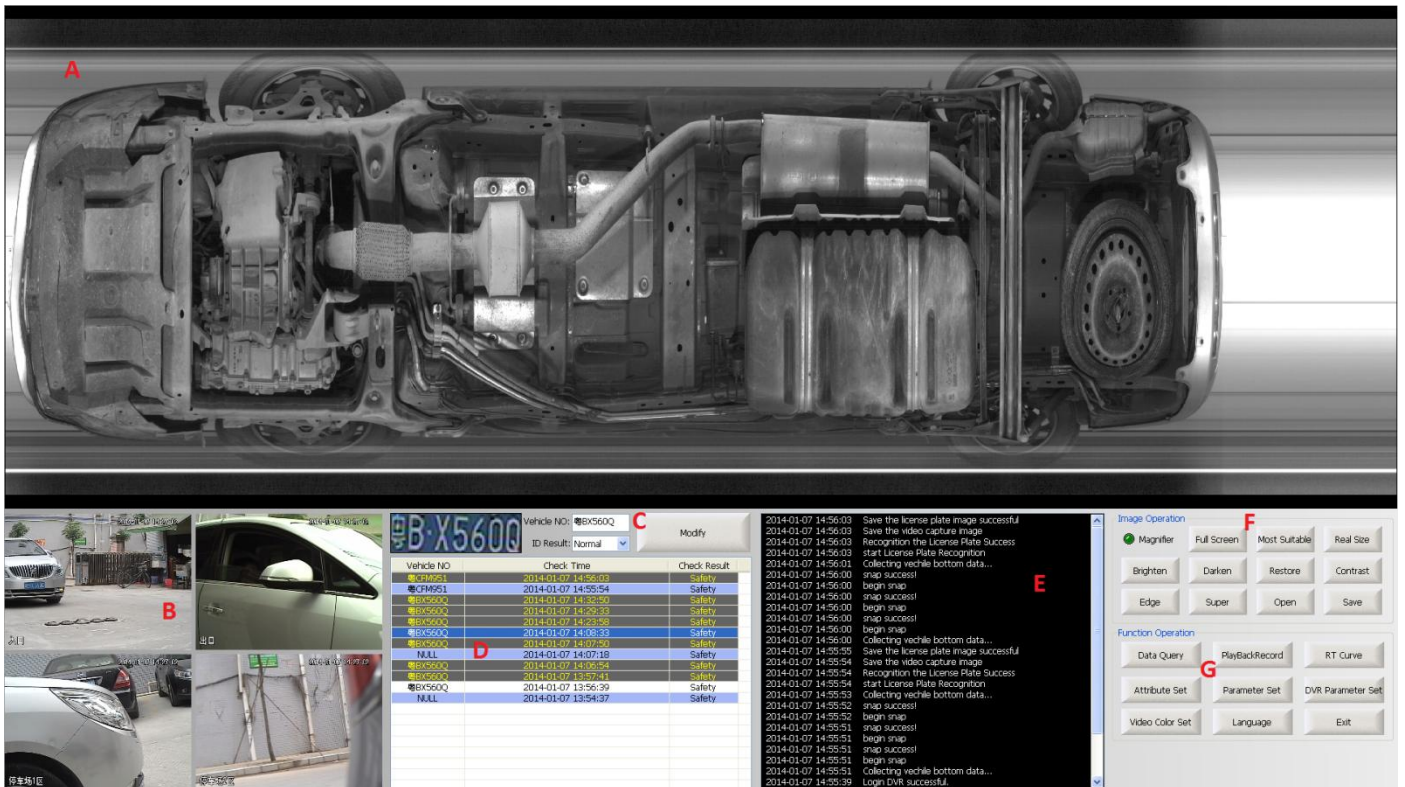 A
粤B·X560Q
Vehicle NO: 粤BX560Q
C
Modify
ID Result: Normal
B
出口
停车场1区
Vehicle NO Check Time Check Result
粤CFM951 2014-01-07 14:56:03 Safety
粤CFM951 2014-01-07 14:55:54 Safety
粤BX560Q 2014-01-07 14:32:50 Safety
粤BX560Q 2014-01-07 14:29:33 Safety
粤BX560Q 2014-01-07 14:23:58 Safety
粤BX560Q 2014-01-07 14:08:33 Safety
粤BX560Q 2014-01-07 14:07:50 Safety
NULL 2014-01-07 14:07:18 Safety
粤BX560Q 2014-01-07 14:06:54 Safety
粤BX560Q 2014-01-07 13:57:41 Safety
粤BX560Q 2014-01-07 13:56:39 Safety
NULL 2014-01-07 13:54:37 Safety
D
2014-01-07 14:56:03 Save the license plate image successful
2014-01-07 14:56:03 Save the video capture image
2014-01-07 14:56:03 Recognition the License Plate Success
2014-01-07 14:56:03 start License Plate Recognition
2014-01-07 14:56:01 Collecting vechile bottom data...
2014-01-07 14:56:00 snap success!
2014-01-07 14:56:00 begin snap
2014-01-07 14:56:00 snap success!
2014-01-07 14:56:00 begin snap
2014-01-07 14:56:00 snap success!
2014-01-07 14:56:00 begin snap
2014-01-07 14:56:00 Collecting vechile bottom data...
2014-01-07 14:55:55 Save the license plate image successful
2014-01-07 14:55:54 Save the video capture image
2014-01-07 14:55:54 Recognition the License Plate Success
2014-01-07 14:55:54 start License Plate Recognition
2014-01-07 14:55:53 Collecting vechile bottom data...
2014-01-07 14:55:52 snap success!
2014-01-07 14:55:52 begin snap
2014-01-07 14:55:51 snap success!
2014-01-07 14:55:51 begin snap
2014-01-07 14:55:51 snap success!
2014-01-07 14:55:51 begin snap
2014-01-07 14:55:51 Collecting vechile bottom data...
2014-01-07 14:55:39 Login DVR successful.
E
Image Operation
F
Magnifier Full Screen Most Suitable Real Size
Brighten Darken Restore Contrast
Edge Super Open Save
Function Operation
Data Query PlayBackRecord RT Curve
G
Attribute Set Parameter Set DVR Parameter Set
Video Color Set Language Exit